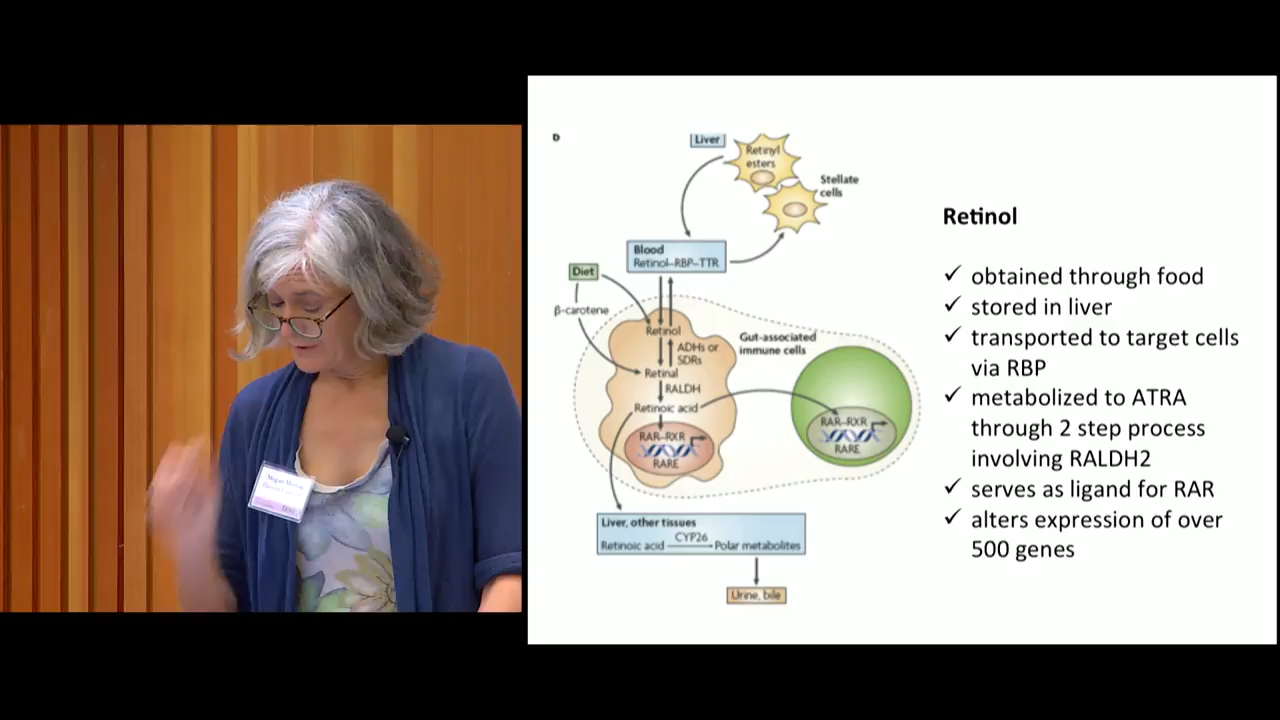 D
Liver
Retinyl
esters
Stellate
cells
Blood
Retinol–RBP–TTR
Diet
β-carotene
Retinol
ADHs or
SDRs
Retinal
RALDH
Retinoic acid
RAR–RXR
RARE
Gut-associated
immune cells
RAR–RXR
RARE
Liver, other tissues
CYP26
Retinoic acid
Polar metabolites
Urine, bile
Retinol
✓ obtained through food
✓ stored in liver
✓ transported to target cells
via RBP
✓ metabolized to ATRA
through 2 step process
involving RALDH2
✓ serves as ligand for RAR
✓ alters expression of over
500 genes